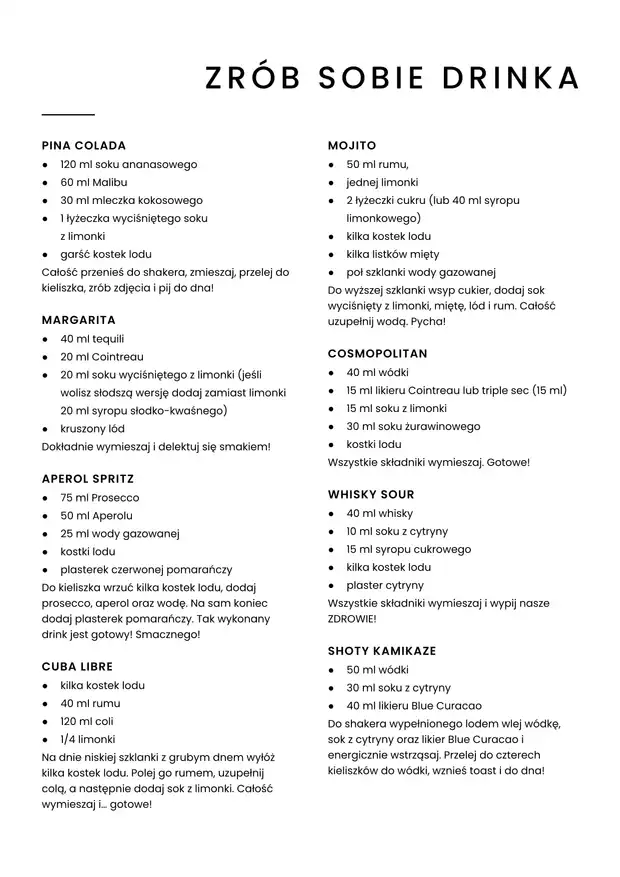 ZRÓB SOBIE DRINKA
PINA COLADA
● 120 ml soku ananasowego
● 60 ml Malibu
● 30 ml mleczka kokosowego
● 1 łyżeczka wyciśniętego soku
z limonki
● garść kostek lodu
Całość przenieś do shakera, zmieszaj, przelej do
kieliszka, zrób zdjęcia i pij do dna!
MARGARITA
● 40 ml tequili
● 20 ml Cointreau
● 20 ml soku wyciśniętego z limonki (jeśli
wolisz słodszą wersję dodaj zamiast limonki
20 ml syropu słodko-kwaśnego)
● kruszony lód
Dokładnie wymieszaj i delektuj się smakiem!
APEROL SPRITZ
● 75 ml Prosecco
● 50 ml Aperolu
● 25 ml wody gazowanej
● kostki lodu
● plasterek czerwonej pomarańczy
Do kieliszka wrzuć kilka kostek lodu, dodaj
prosecco, aperol oraz wodę. Na sam koniec
dodaj plasterek pomarańczy. Tak wykonany
drink jest gotowy! Smacznego!
CUBA LIBRE
● kilka kostek lodu
● 40 ml rumu
● 120 ml coli
● 1/4 limonki
Na dnie niskiej szklanki z grubym dnem wyłóż
kilka kostek lodu. Polej go rumem, uzupełnij
colą, a następnie dodaj sok z limonki. Całość
wymieszaj i... gotowe!
MOJITO
● 50 ml rumu,
● jednej limonki
● 2 łyżeczki cukru (lub 40 ml syropu
limonkowego)
● kilka kostek lodu
● kilka listków mięty
● poł szklanki wody gazowanej
Do wyższej szklanki wsyp cukier, dodaj sok
wyciśnięty z limonki, miętę, lód i rum. Całość
uzupełnij wodą. Pycha!
COSMOPOLITAN
● 40 ml wódki
● 15 ml likieru Cointreau lub triple sec (15 ml)
● 15 ml soku z limonki
● 30 ml soku żurawinowego
● kostki lodu
Wszystkie składniki wymieszaj. Gotowe!
WHISKY SOUR
● 40 ml whisky
● 10 ml soku z cytryny
● 15 ml syropu cukrowego
● kilka kostek lodu
● plaster cytryny
Wszystkie składniki wymieszaj i wypij nasze
ZDROWIE!
SHOTY KAMIKAZE
● 50 ml wódki
● 30 ml soku z cytryny
● 40 ml likieru Blue Curacao
Do shakera wypełnionego lodem wlej wódkę,
sok z cytryny oraz likier Blue Curacao i
energicznie wstrząsaj. Przelej do czterech
kieliszków do wódki, wznieś toast i do dna!